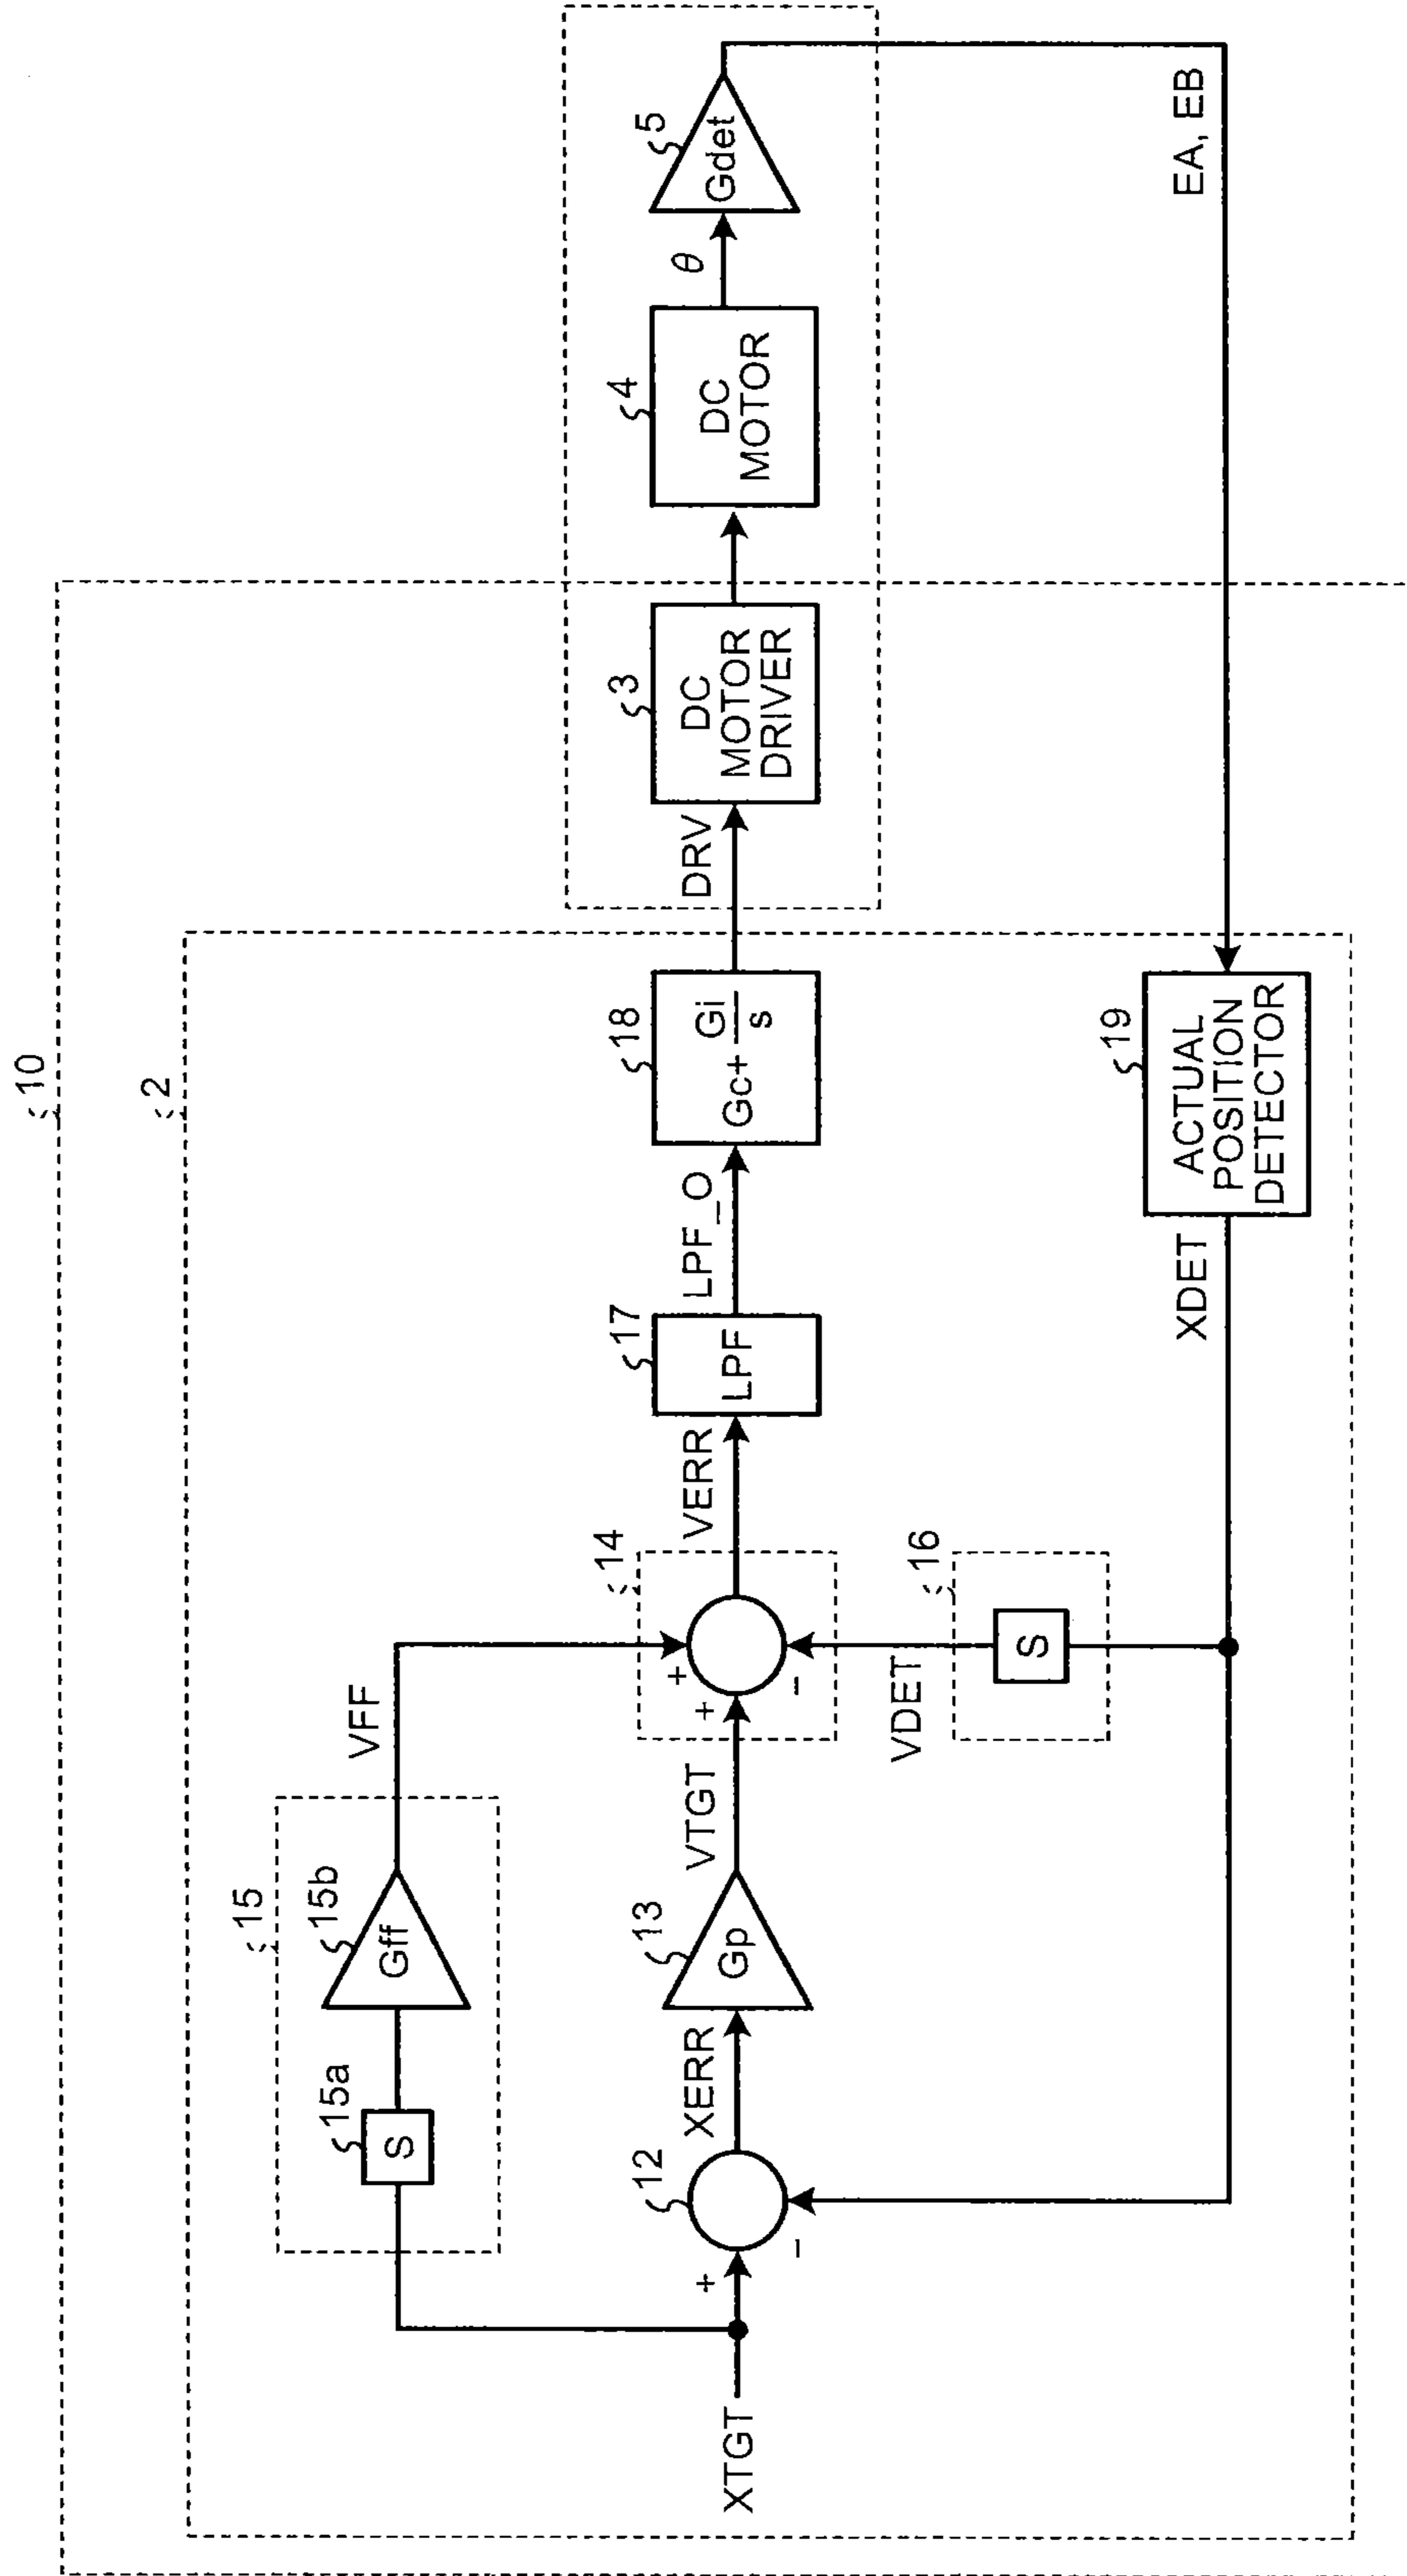 10
2
15
15a
S
15b
Gff
VFF
XTGT
+
−
12
XERR
13
Gp
VTGT
+
+
−
14
VERR
17
LPF
LPF_O
18
Gc+ Gi/s
DRV
3
DC
MOTOR
DRIVER
4
DC
MOTOR
θ
5
Gdet
VDET
16
S
XDET
19
ACTUAL
POSITION
DETECTOR
EA, EB